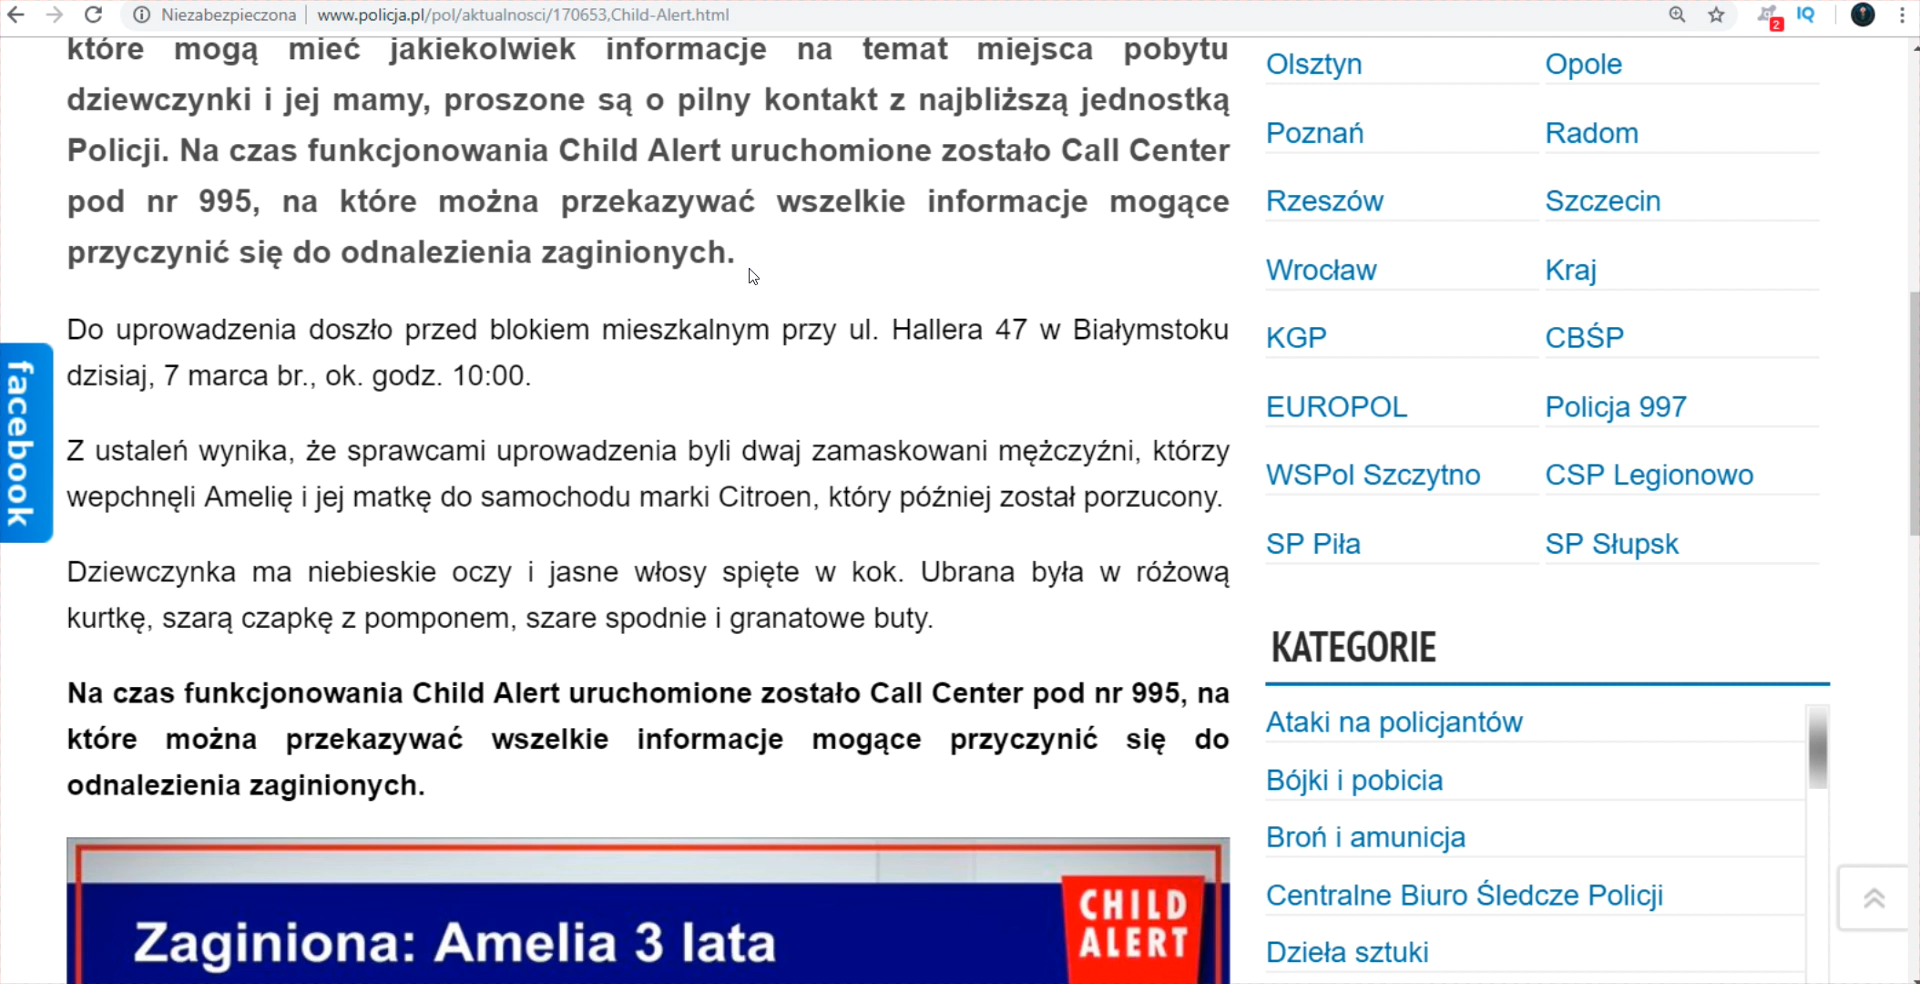 Niezabezpieczona
www.policja.pl/pol/aktualnosci/170653,Child-Alert.html
2
IQ
które mogą mieć jakiekolwiek informacje na temat miejsca pobytu
dziewczynki i jej mamy, proszone są o pilny kontakt z najbliższą jednostką
Policji. Na czas funkcjonowania Child Alert uruchomione zostało Call Center
pod nr 995, na które można przekazywać wszelkie informacje mogące
przyczynić się do odnalezienia zaginionych.
Do uprowadzenia doszło przed blokiem mieszkalnym przy ul. Hallera 47 w Białymstoku
dzisiaj, 7 marca br., ok. godz. 10:00.
Z ustaleń wynika, że sprawcami uprowadzenia byli dwaj zamaskowani mężczyźni, którzy
wepchnęli Amelię i jej matkę do samochodu marki Citroen, który później został porzucony.
Dziewczynka ma niebieskie oczy i jasne włosy spięte w kok. Ubrana była w różową
kurtkę, szarą czapkę z pomponem, szare spodnie i granatowe buty.
Na czas funkcjonowania Child Alert uruchomione zostało Call Center pod nr 995, na
które można przekazywać wszelkie informacje mogące przyczynić się do
odnalezienia zaginionych.
Zaginiona: Amelia 3 lata
CHILD
ALERT
facebook
Olsztyn
Opole
Poznań
Radom
Rzeszów
Szczecin
Wrocław
Kraj
KGP
CBŚP
EUROPOL
Policja 997
WSPol Szczytno
CSP Legionowo
SP Piła
SP Słupsk
KATEGORIE
Ataki na policjantów
Bójki i pobicia
Broń i amunicja
Centralne Biuro Śledcze Policji
Dzieła sztuki